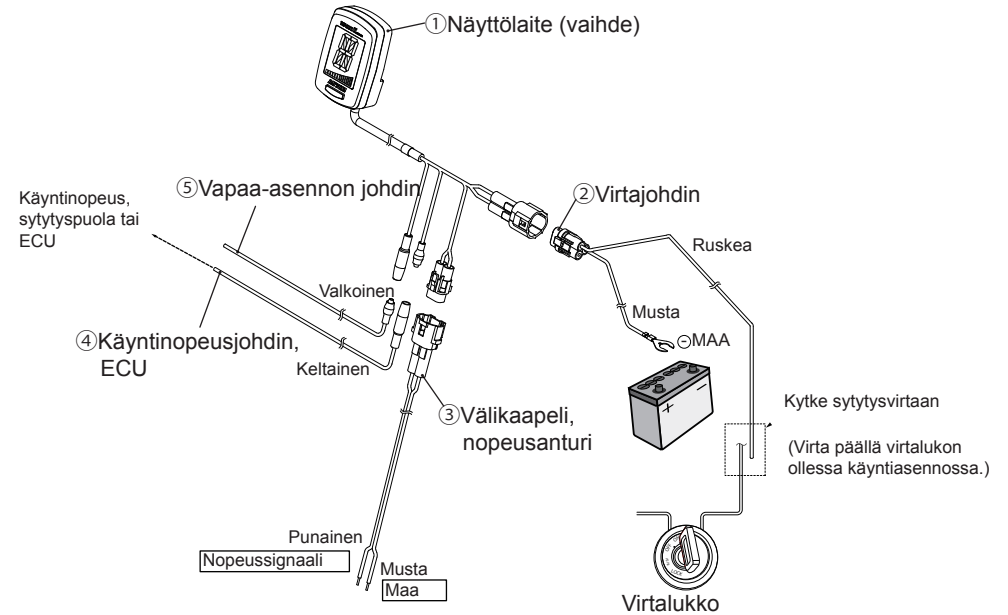 ①Näyttölaite (vaihde)
⑤Vapaa-asennon johdin
Käyntinopeus,
sytytyspuola tai
ECU
②Virtajohdin
Ruskea
Valkoinen
Musta
⊖MAA
④Käyntinopeusjohdin,
ECU
Keltainen
+ −
③Välikaapeli,
nopeusanturi
Kytke sytytysvirtaan
(Virta päällä virtalukon
ollessa käyntiasennossa.)
Punainen
Nopeussignaali
Musta
Maa
LOCK
Virtalukko